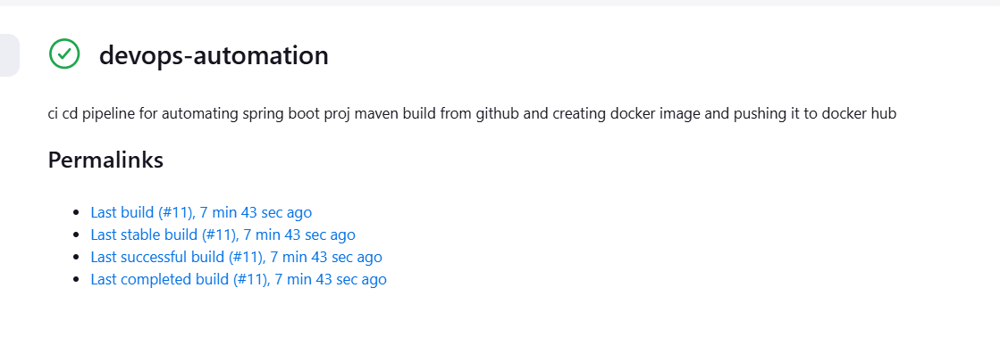 devops-automation
ci cd pipeline for automating spring boot proj maven build from github and creating docker image and pushing it to docker hub
Permalinks
Last build (#11), 7 min 43 sec ago
Last stable build (#11), 7 min 43 sec ago
Last successful build (#11), 7 min 43 sec ago
Last completed build (#11), 7 min 43 sec ago